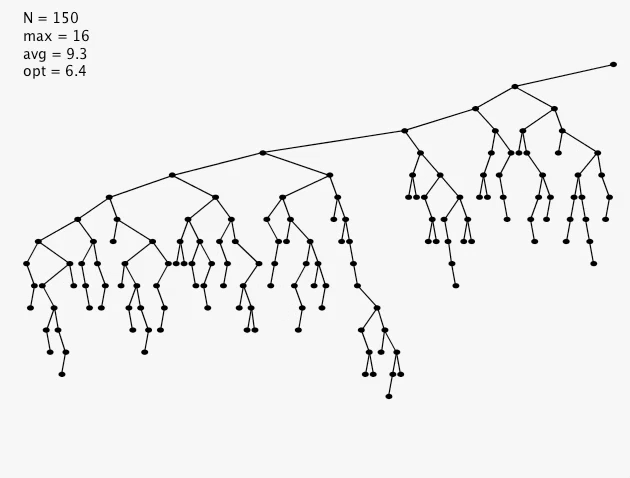 N = 150
max = 16
avg = 9.3
opt = 6.4